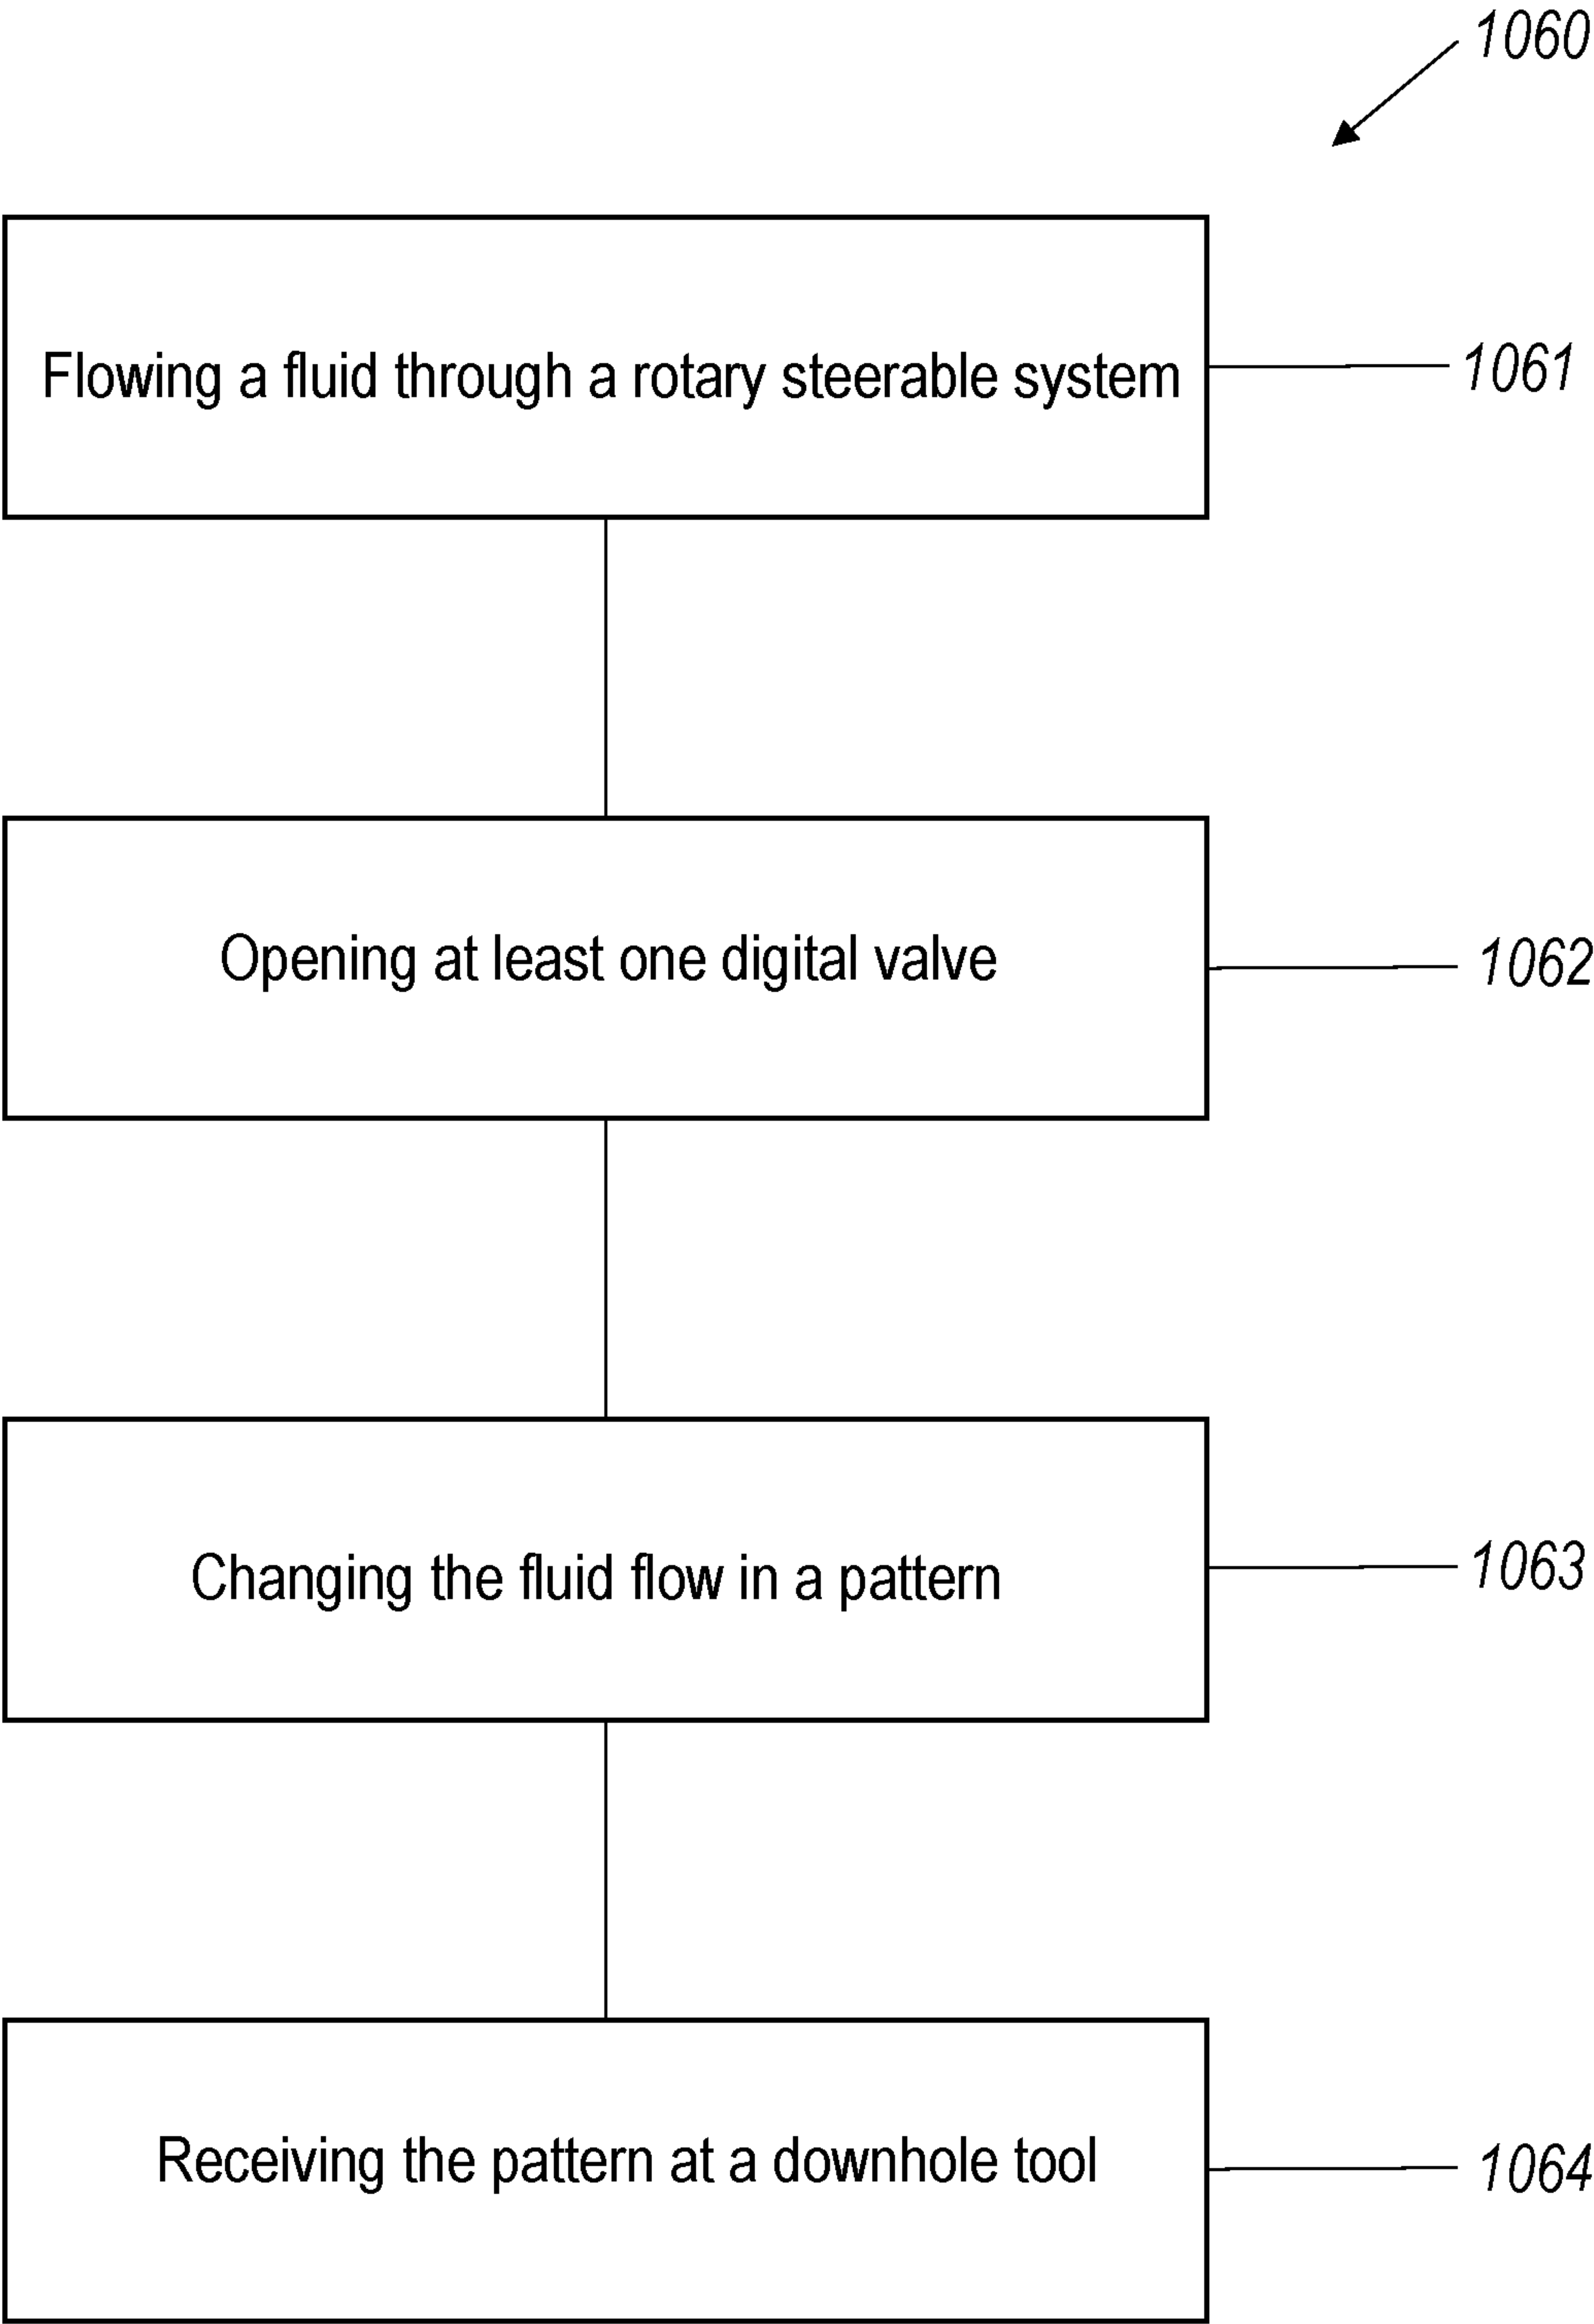 1060
Flowing a fluid through a rotary steerable system
1061
Opening at least one digital valve
1062
Changing the fluid flow in a pattern
1063
Receiving the pattern at a downhole tool
1064